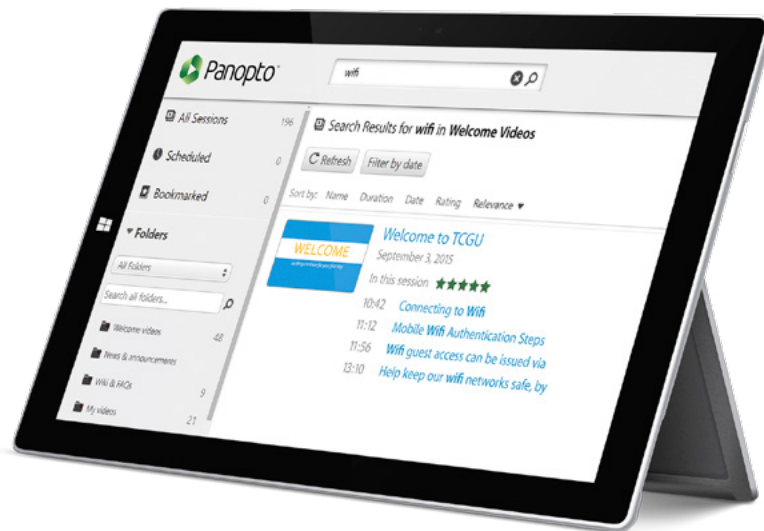 Panopto
wifi
All Sessions 196
Scheduled 0
Bookmarked 0
Folders
All Folders
Search all folders...
Welcome videos 48
News & announcements
Wiki & FAQs 9
My videos 21
Search Results for wifi in Welcome Videos
Refresh Filter by date
Sort by: Name Duration Date Rating Relevance
WELCOME
Welcome to TCGU
September 3, 2015
In this session
10:42 Connecting to Wifi
11:12 Mobile Wifi Authentication Steps
11:56 Wifi guest access can be issued via
13:10 Help keep our wifi networks safe, by